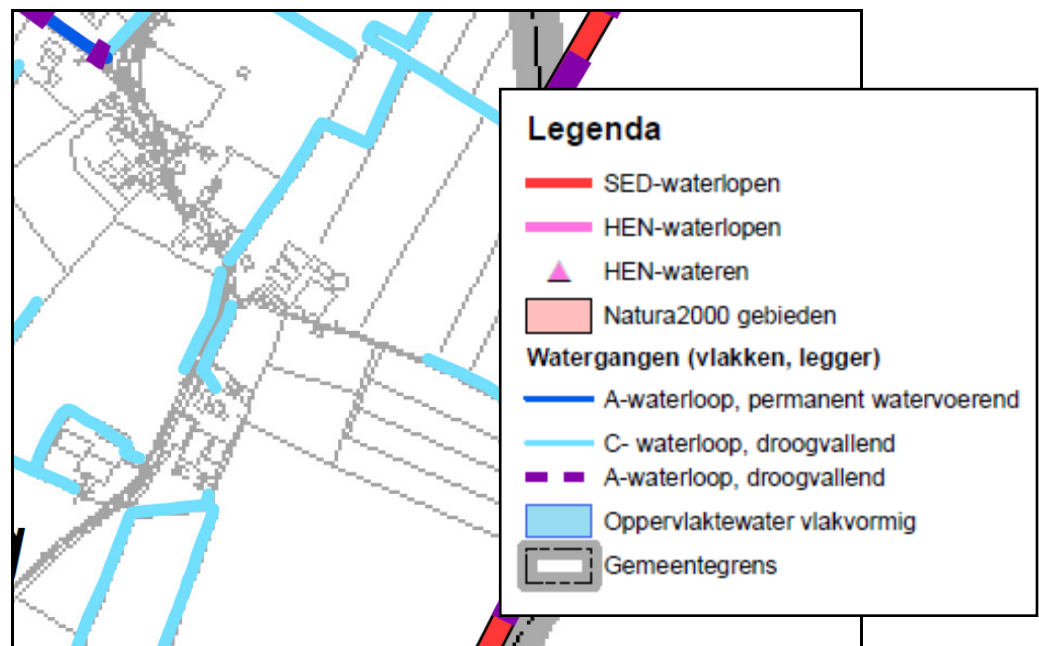 Legenda
SED-waterlopen
HEN-waterlopen
HEN-wateren
Natura2000 gebieden
Watergangen (vlakken, legger)
A-waterloop, permanent watervoerend
C- waterloop, droogvallend
A-waterloop, droogvallend
Oppervlaktewater vlakvormig
Gemeentegrens